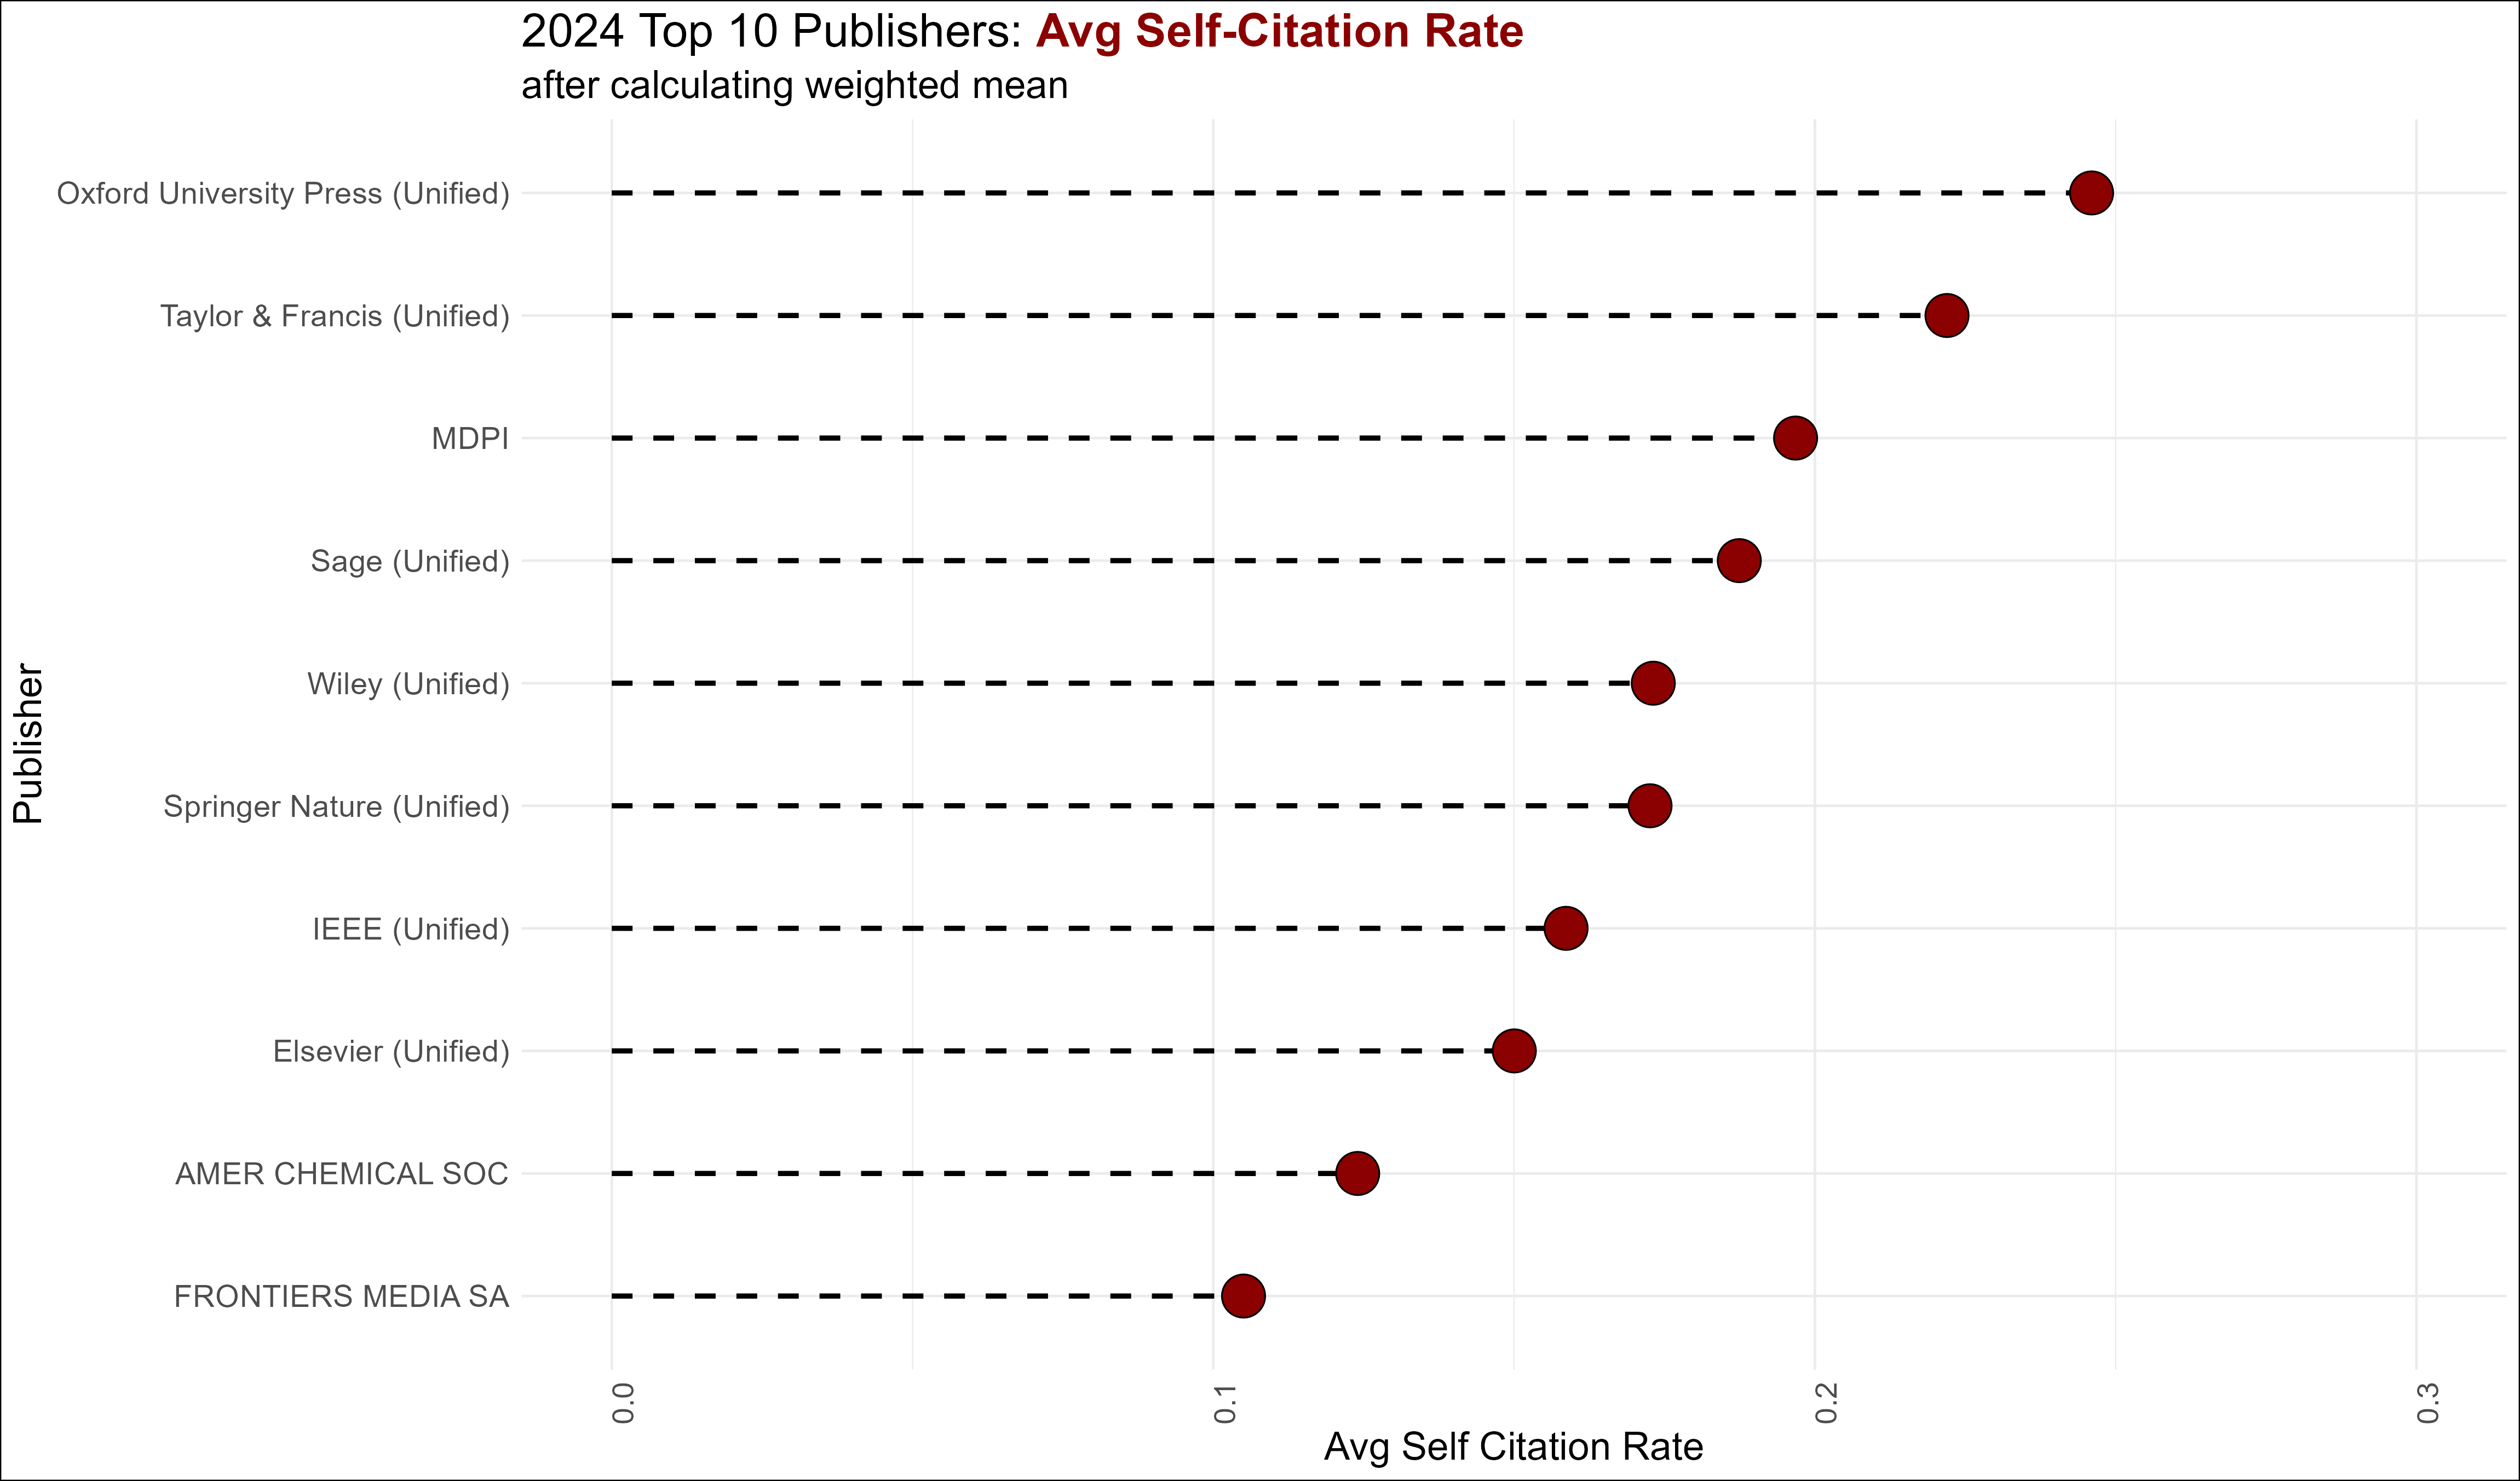 2024 Top 10 Publishers: Avg Self-Citation Rate
after calculating weighted mean
Publisher
Oxford University Press (Unified)
Taylor & Francis (Unified)
MDPI
Sage (Unified)
Wiley (Unified)
Springer Nature (Unified)
IEEE (Unified)
Elsevier (Unified)
AMER CHEMICAL SOC
FRONTIERS MEDIA SA
0.0
0.1
0.2
0.3
Avg Self Citation Rate